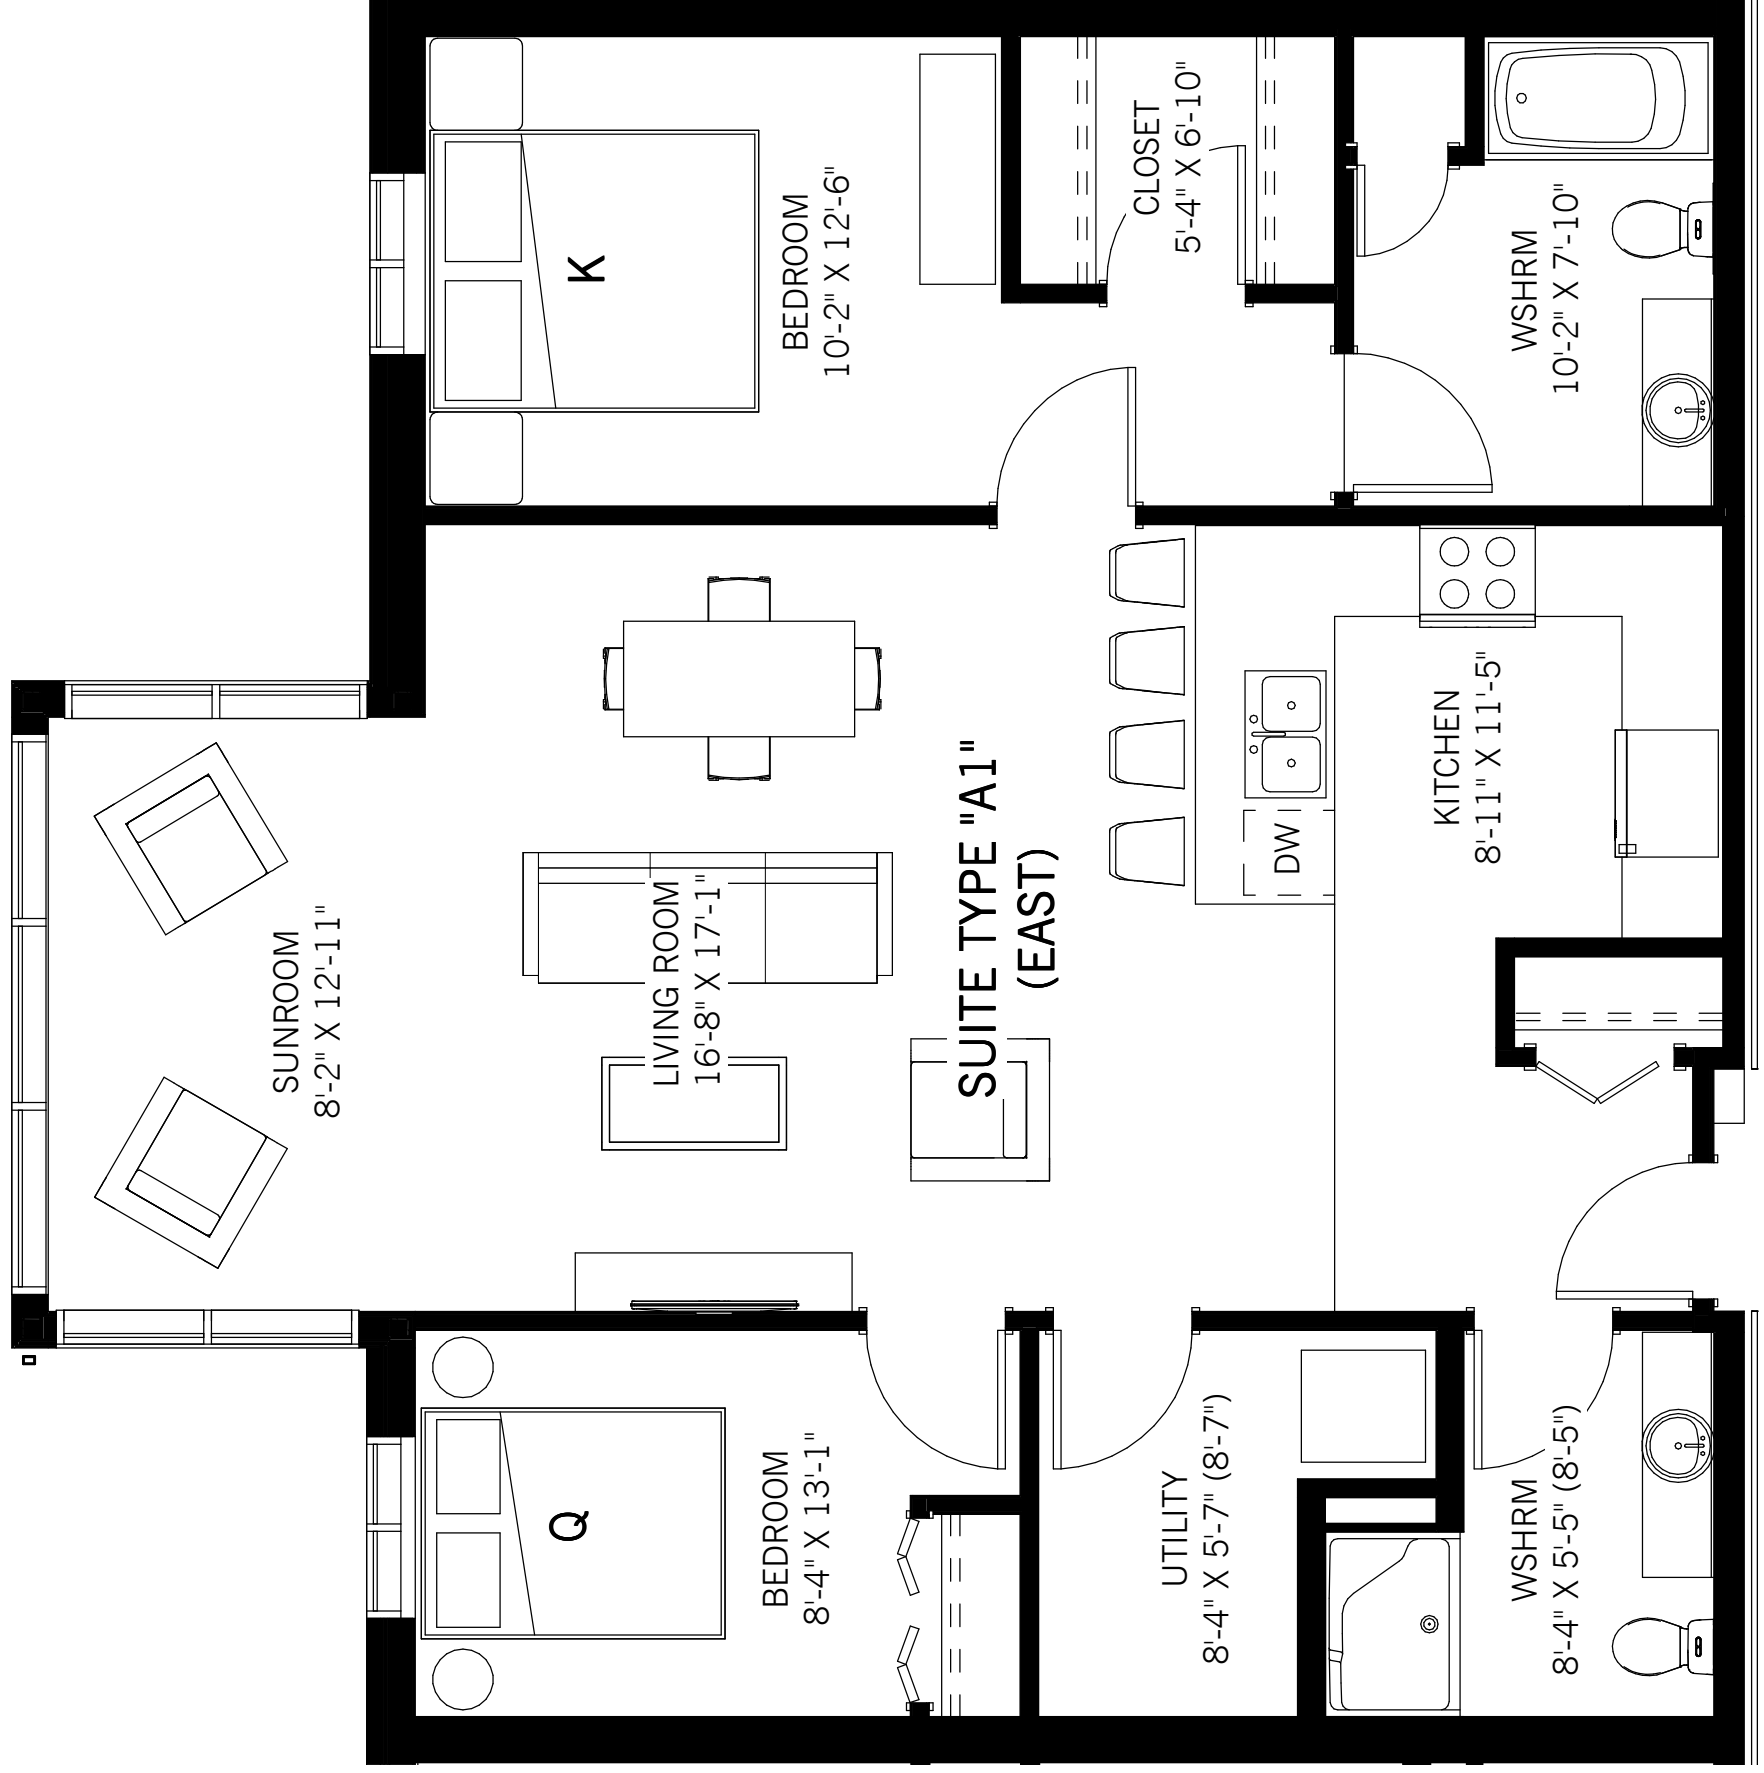 SUNROOM
8'-2" X 12'-11"
BEDROOM
10'-2" X 12'-6"
K
CLOSET
5'-4" X 6'-10"
WSHRM
10'-2" X 7'-10"
LIVING ROOM
16'-8" X 17'-1"
SUITE TYPE "A1"
(EAST)
DW
KITCHEN
8'-11" X 11'-5"
Q
BEDROOM
8'-4" X 13'-1"
UTILITY
8'-4" X 5'-7" (8'-7")
WSHRM
8'-4" X 5'-5" (8'-5")